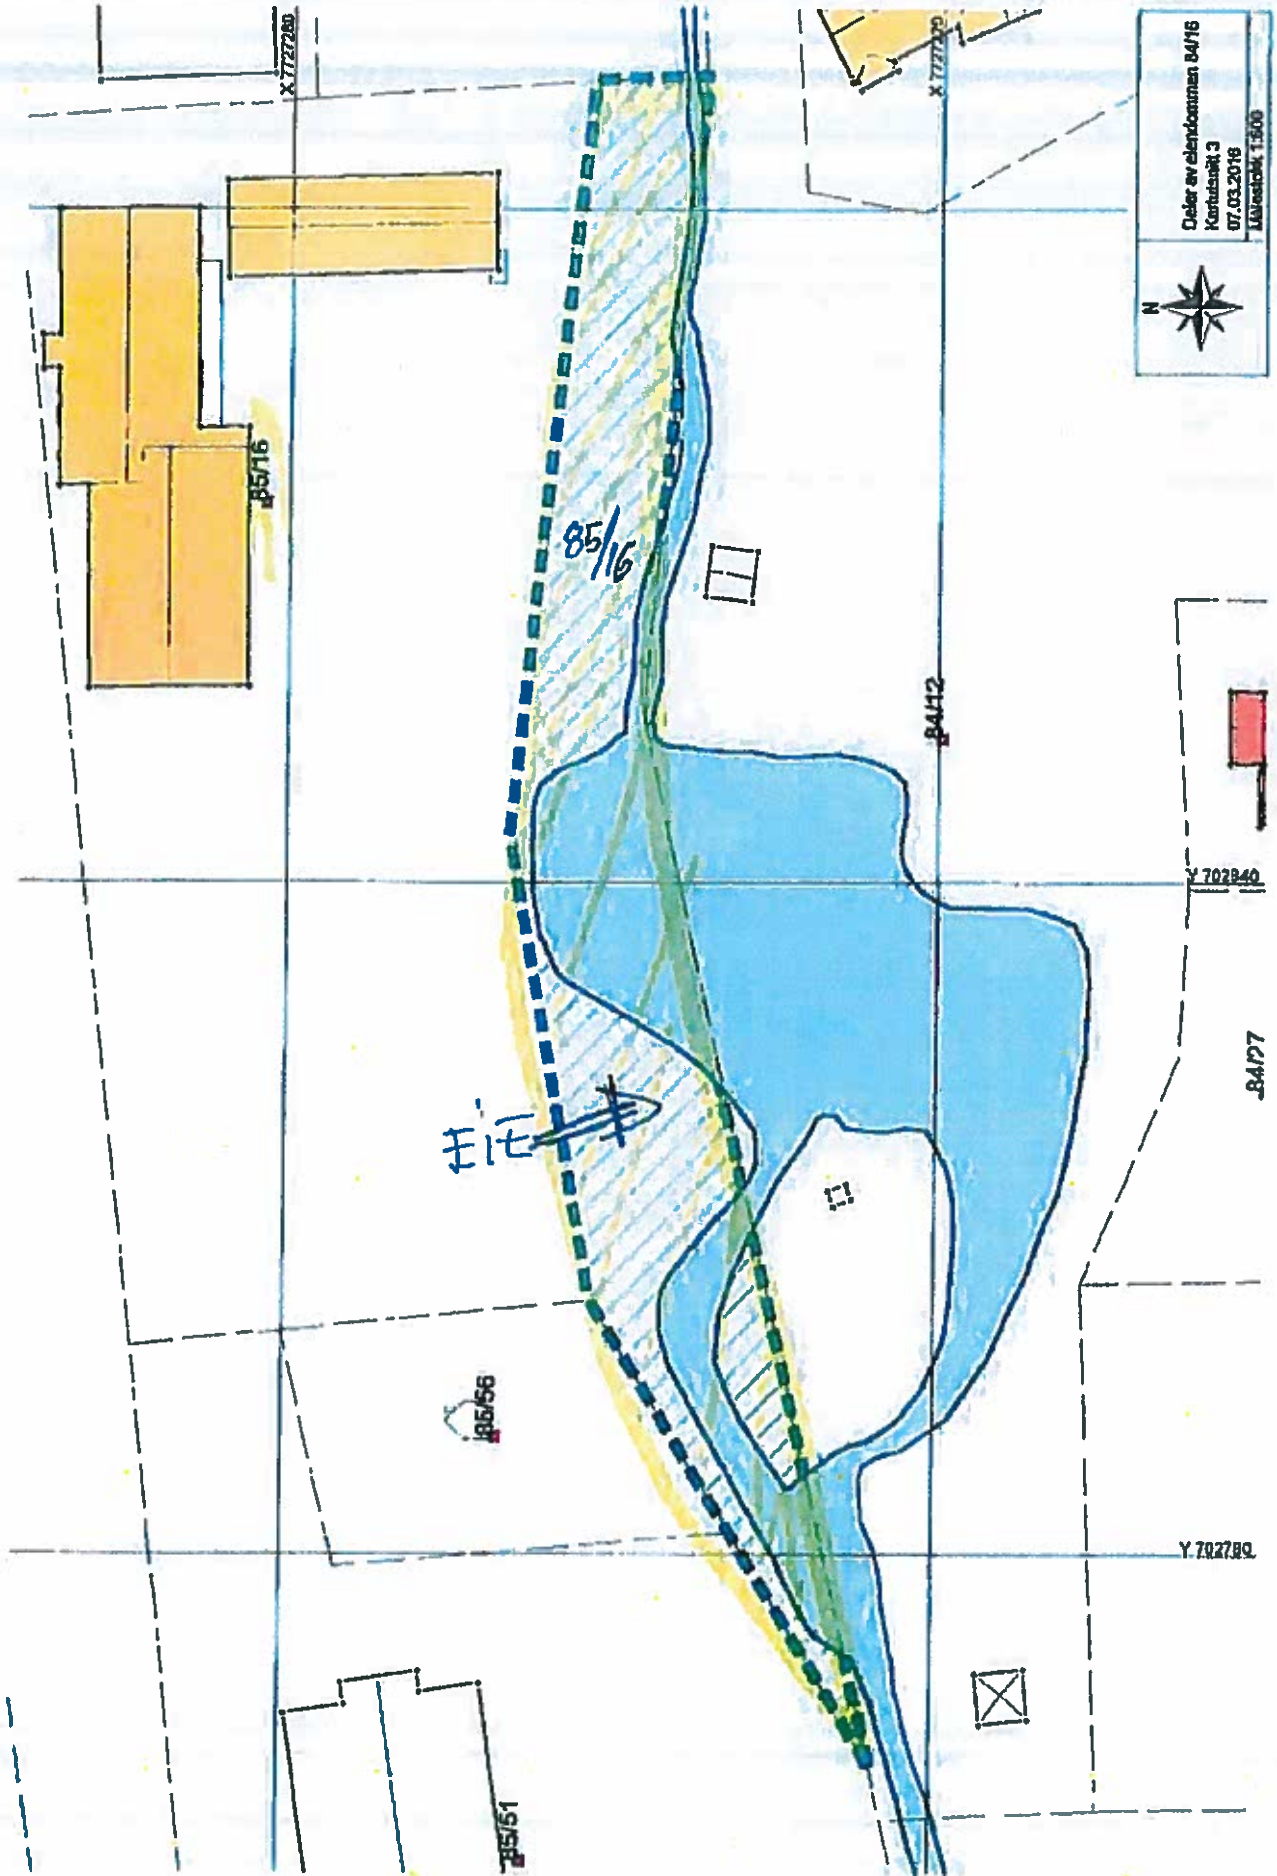 Deler av eiendommen 84/16
Kartutsnitt 3
07.03.2016
Målestokk 1:500
N
X 7727280
X 7727220
85/16
85/16
84/12
Y 702840
84/27
85/56
Y 702780
85/51